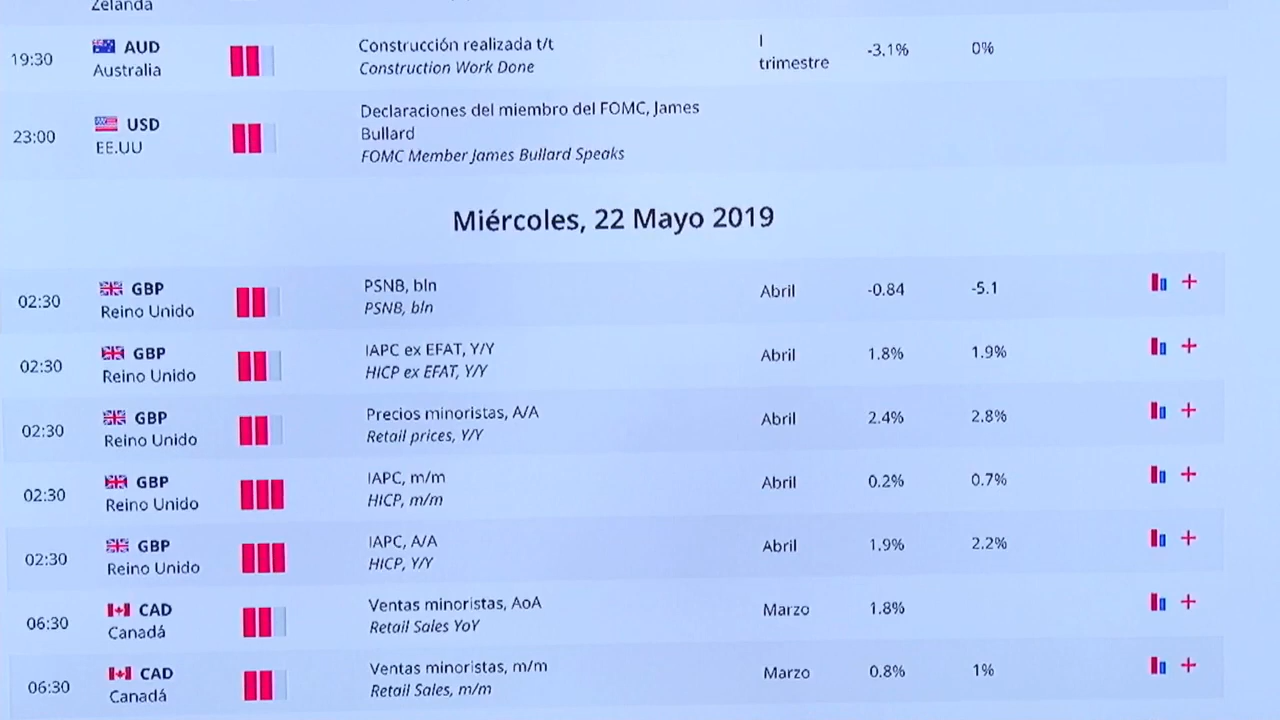 Zelanda
19:30 AUD Australia Construcción realizada t/t Construction Work Done I trimestre -3.1% 0%
23:00 USD EE.UU Declaraciones del miembro del FOMC, James Bullard FOMC Member James Bullard Speaks
Miércoles, 22 Mayo 2019
02:30 GBP Reino Unido PSNB, bln PSNB, bln Abril -0.84 -5.1
02:30 GBP Reino Unido IAPC ex EFAT, Y/Y HICP ex EFAT, Y/Y Abril 1.8% 1.9%
02:30 GBP Reino Unido Precios minoristas, A/A Retail prices, Y/Y Abril 2.4% 2.8%
02:30 GBP Reino Unido IAPC, m/m HICP, m/m Abril 0.2% 0.7%
02:30 GBP Reino Unido IAPC, A/A HICP, Y/Y Abril 1.9% 2.2%
06:30 CAD Canadá Ventas minoristas, AoA Retail Sales YoY Marzo 1.8%
06:30 CAD Canadá Ventas minoristas, m/m Retail Sales, m/m Marzo 0.8% 1%